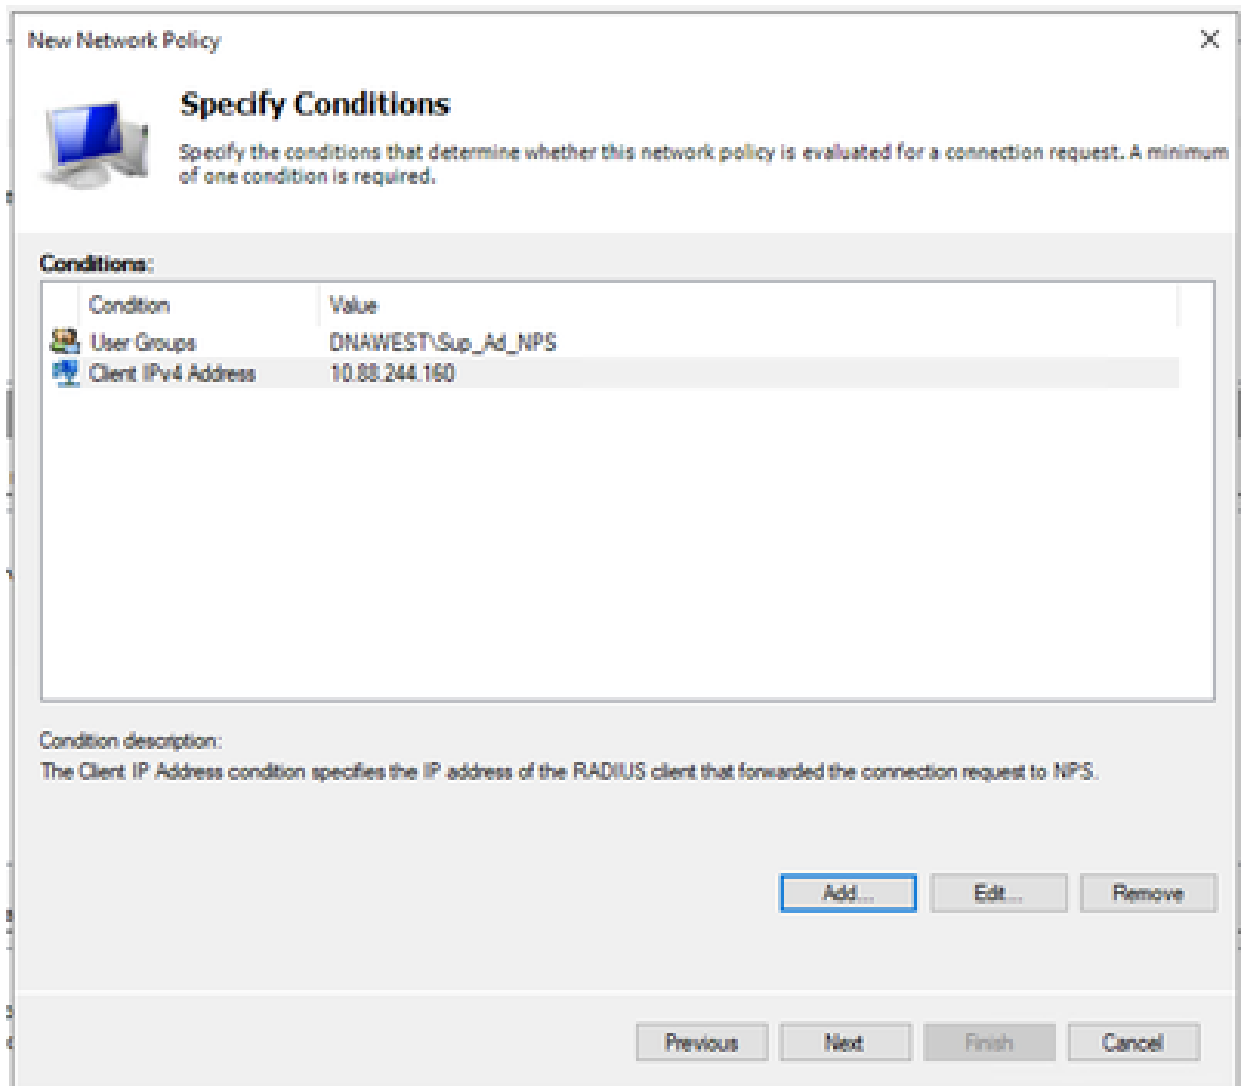 New Network Policy
Specify Conditions
Specify the conditions that determine whether this network policy is evaluated for a connection request. A minimum
of one condition is required.
Conditions:
Condition Value
User Groups DNAWEST\Sup_Ad_NPS
Client IPv4 Address 10.88.244.160
Condition description:
The Client IP Address condition specifies the IP address of the RADIUS client that forwarded the connection request to NPS.
Add... Edit... Remove
Previous Next Finish Cancel